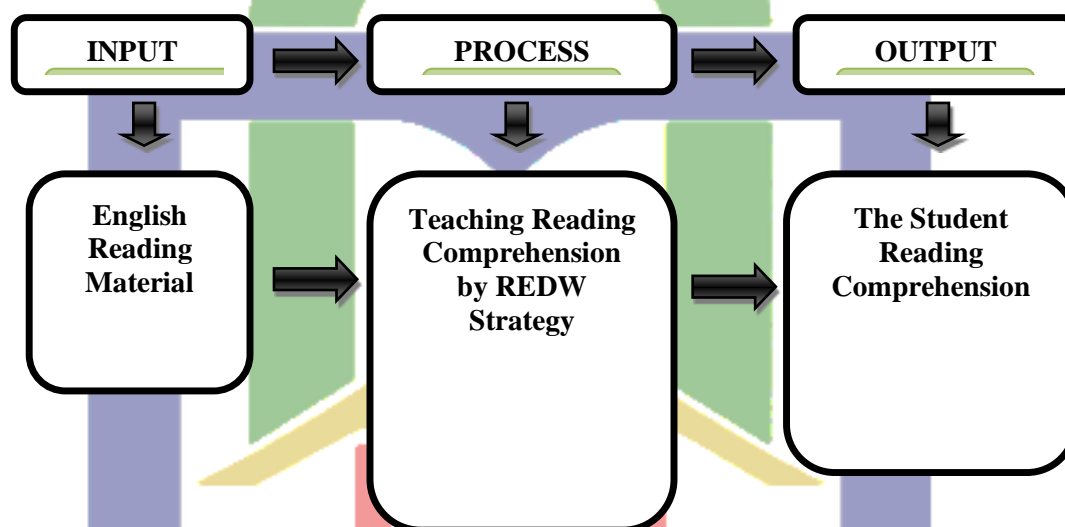 INPUT
PROCESS
OUTPUT
English
Reading
Material
Teaching Reading
Comprehension
by REDW
Strategy
The Student
Reading
Comprehension